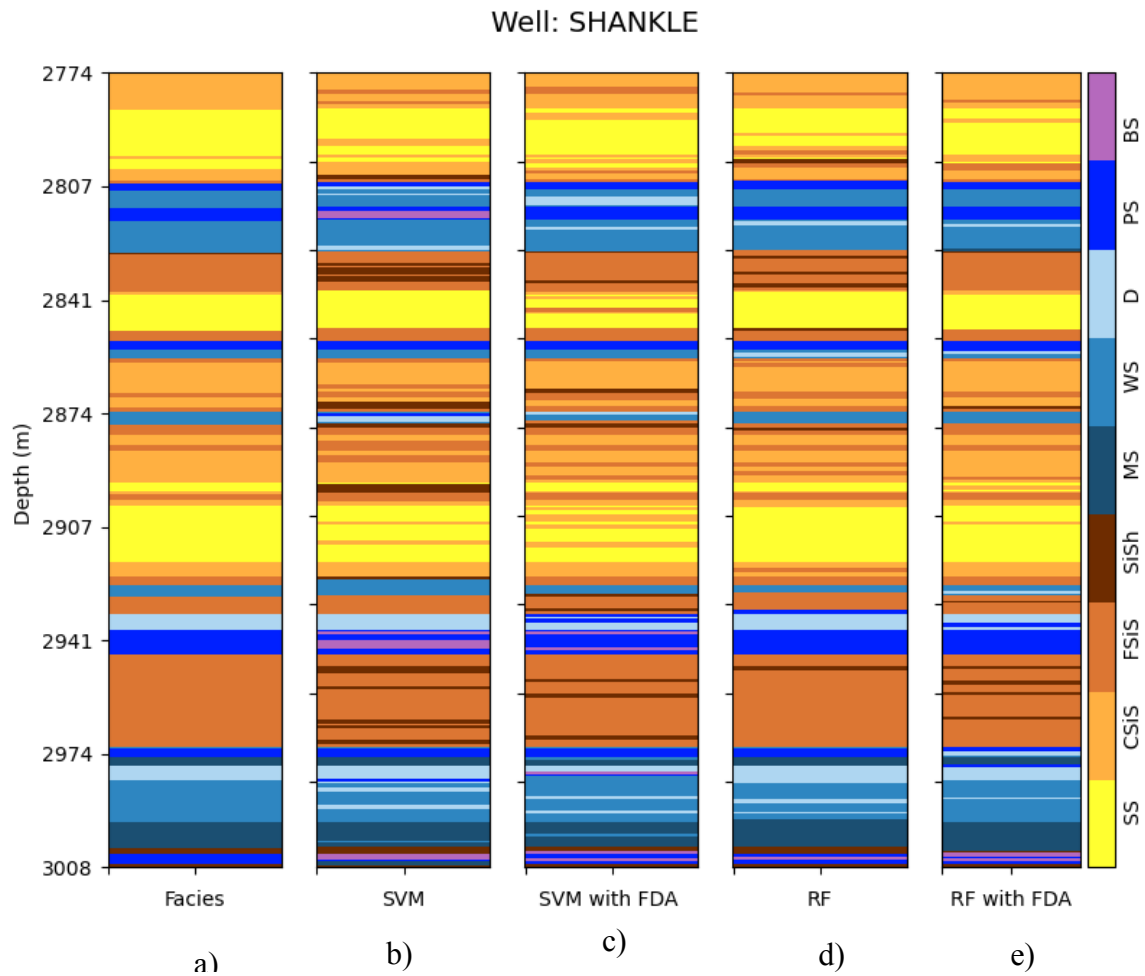 Well: SHANKLE
2774
2807
2841
2874
2907
2941
2974
3008
Depth (m)
Facies
SVM
SVM with FDA
RF
RF with FDA
BS
PS
D
WS
MS
SiSh
FSiS
CSiS
SS
a)
b)
c)
d)
e)